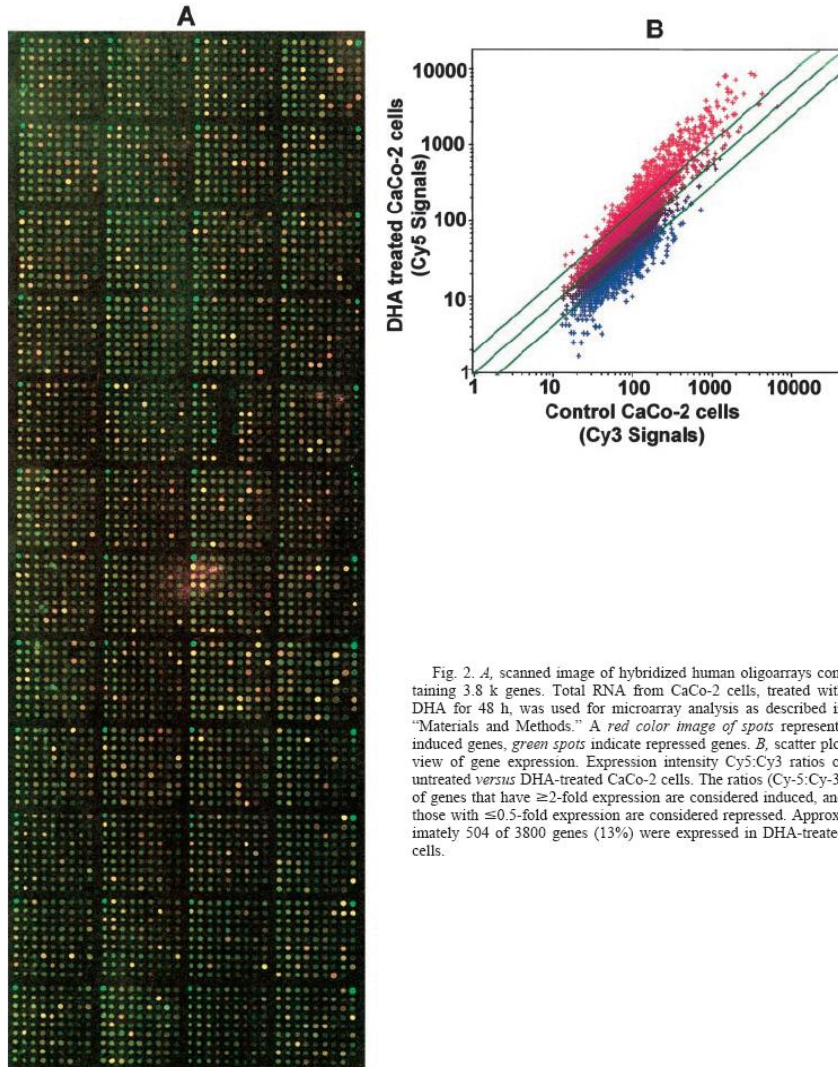 A
B
10000
1000
100
10
1
DHA treated CaCo-2 cells
(Cy5 Signals)
1
10
100
1000
10000
Control CaCo-2 cells
(Cy3 Signals)
Fig. 2. A, scanned image of hybridized human oligoarrays con
taining 3.8 k genes. Total RNA from CaCo-2 cells, treated wit
DHA for 48 h, was used for microarray analysis as described i
“Materials and Methods.” A red color image of spots represent
induced genes, green spots indicate repressed genes. B, scatter plo
view of gene expression. Expression intensity Cy5:Cy3 ratios o
untreated versus DHA-treated CaCo-2 cells. The ratios (Cy-5:Cy-3
of genes that have ≥2-fold expression are considered induced, an
those with ≤0.5-fold expression are considered repressed. Approx
imately 504 of 3800 genes (13%) were expressed in DHA-treate
cells.